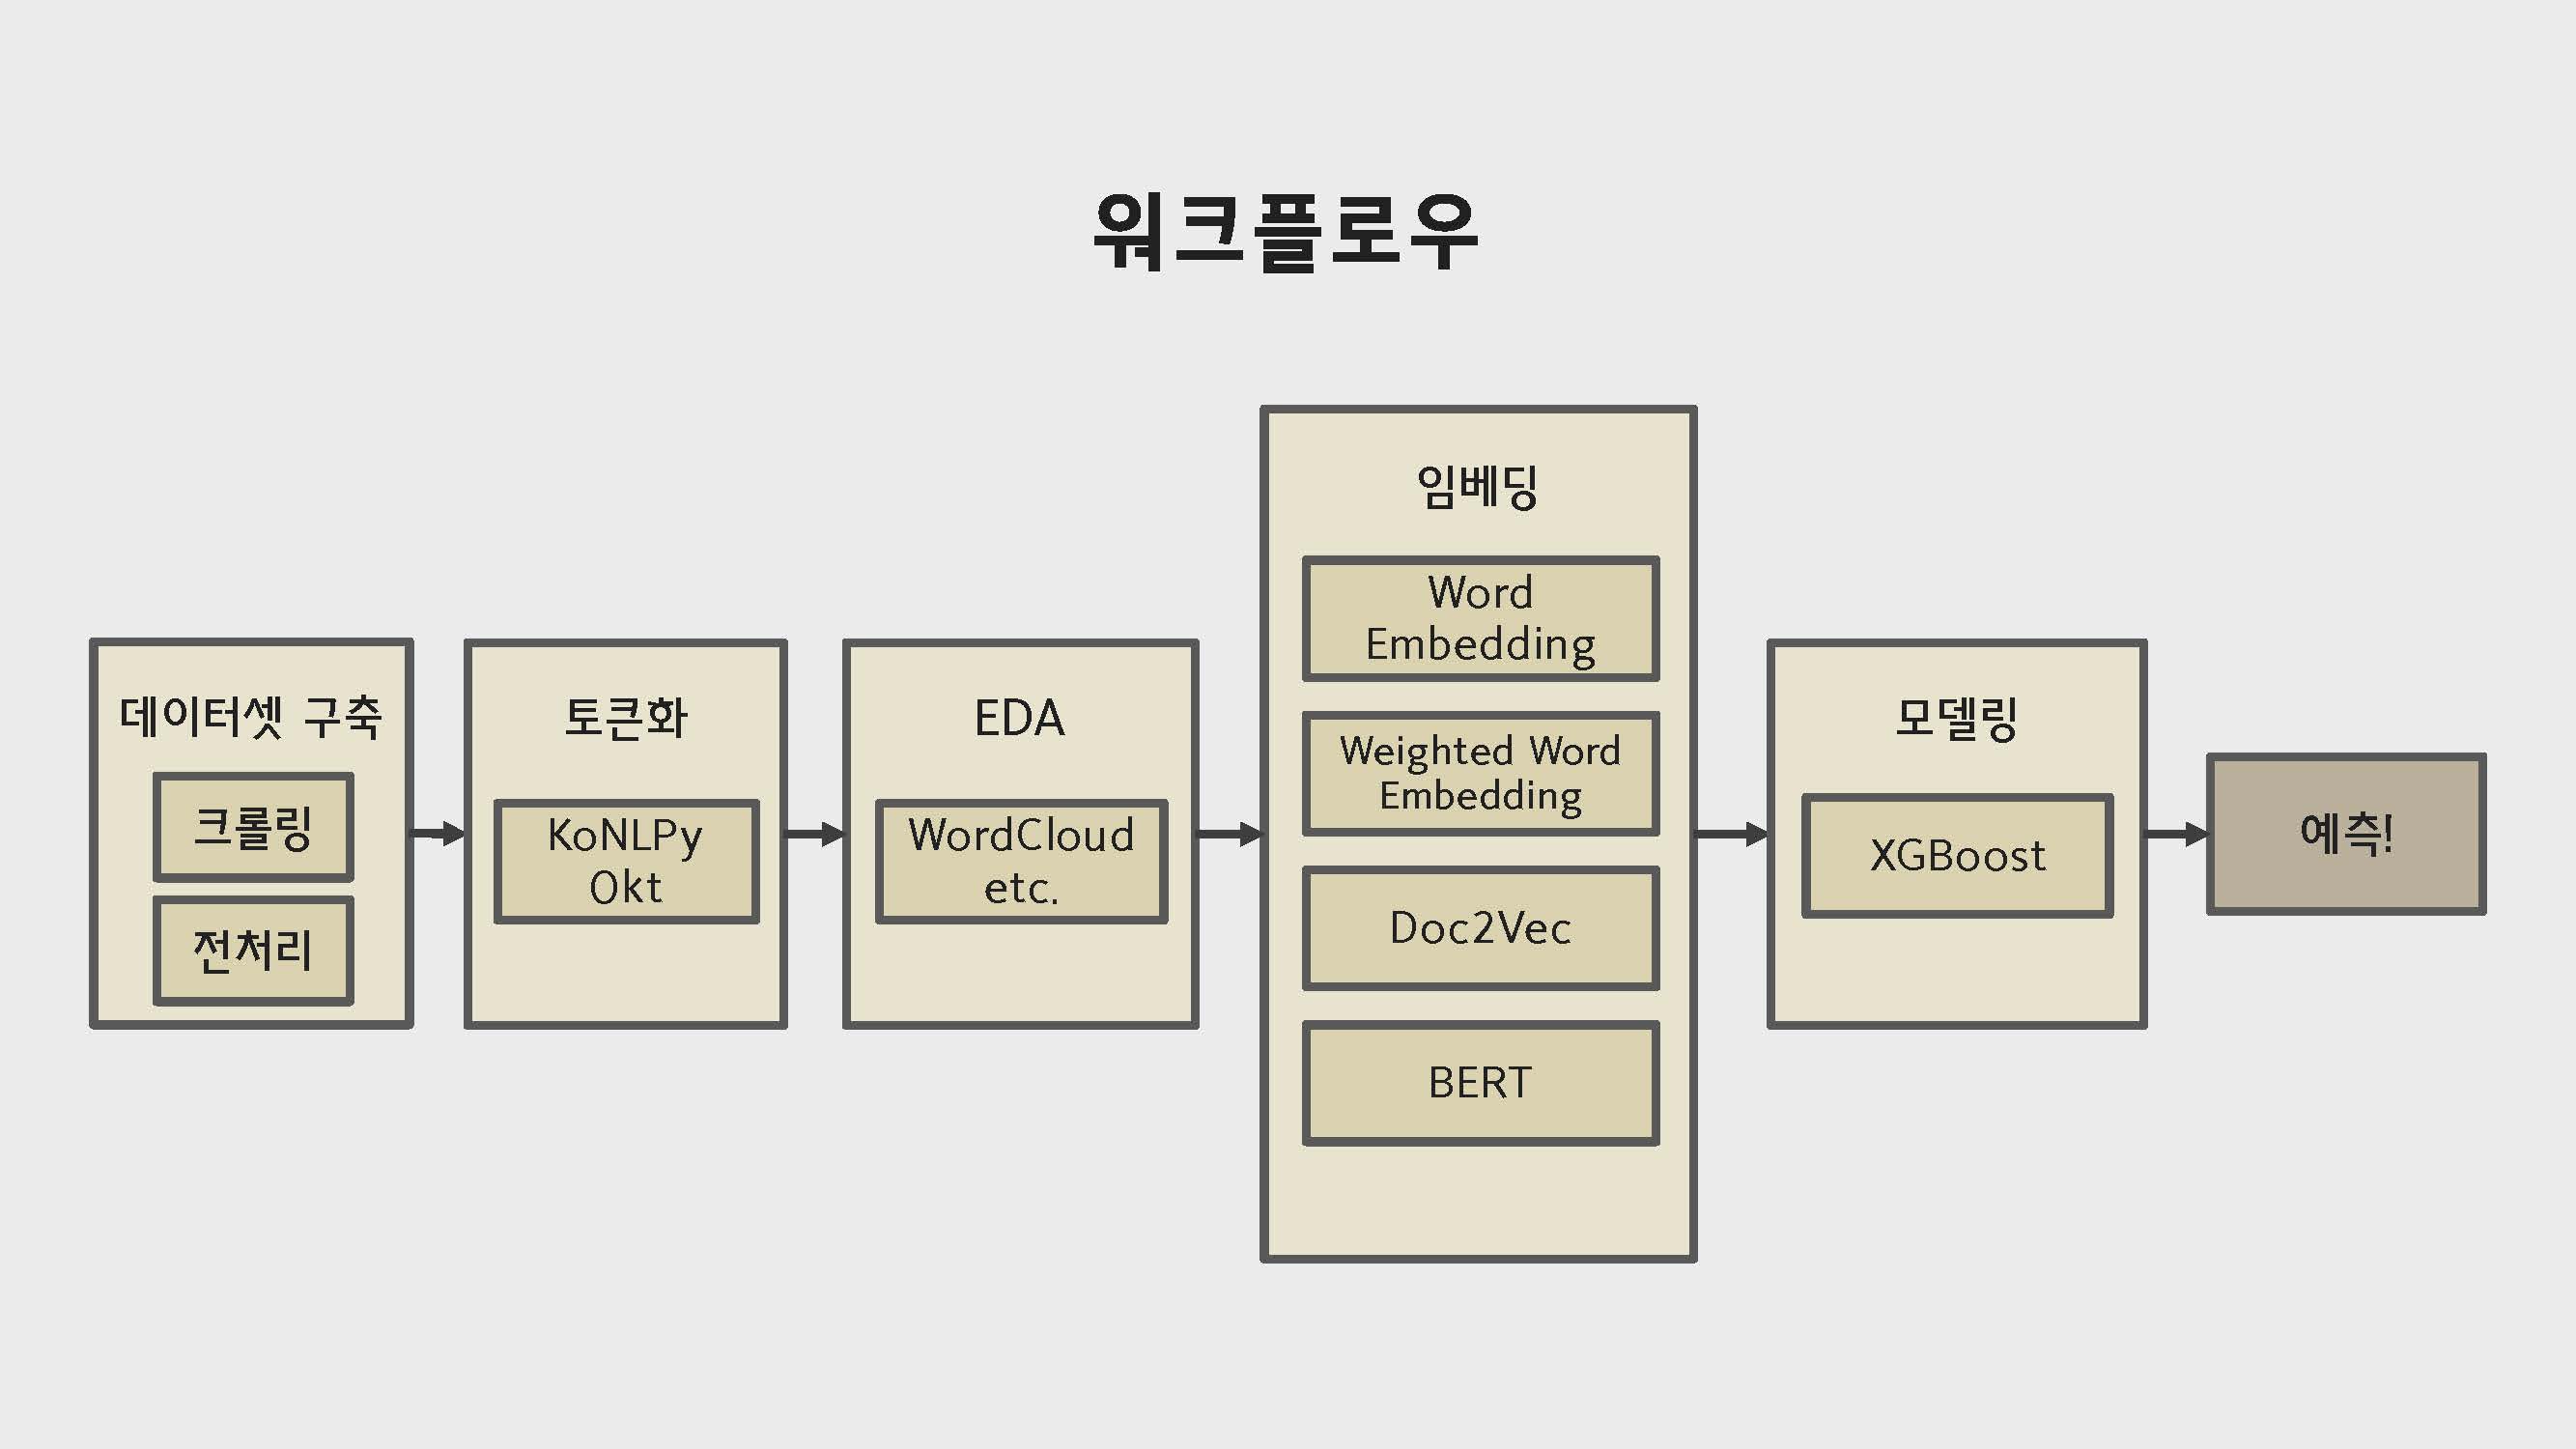 워크플로우
데이터셋 구축
크롤링
전처리
토큰화
KoNLPy
Okt
EDA
WordCloud
etc.
임베딩
Word
Embedding
Weighted Word
Embedding
Doc2Vec
BERT
모델링
XGBoost
예측!